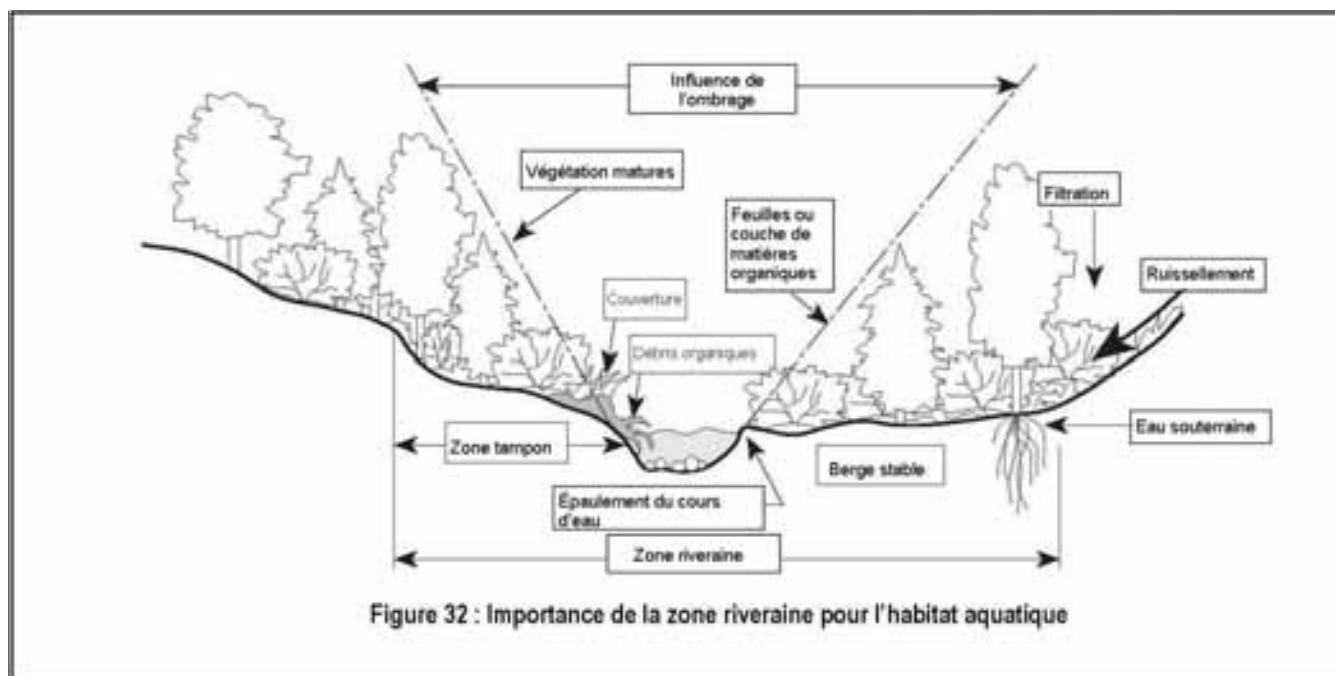 Influence de
l'ombrage
Végétation matures
Filtration
Feuilles ou
couche de
matières
organiques
Ruissellement
Couverture
Débris organiques
Zone tampon
Eau souterraine
Berge stable
Épaulement du cours
d'eau
Zone riveraine
Figure 32 : Importance de la zone riveraine pour l'habitat aquatique